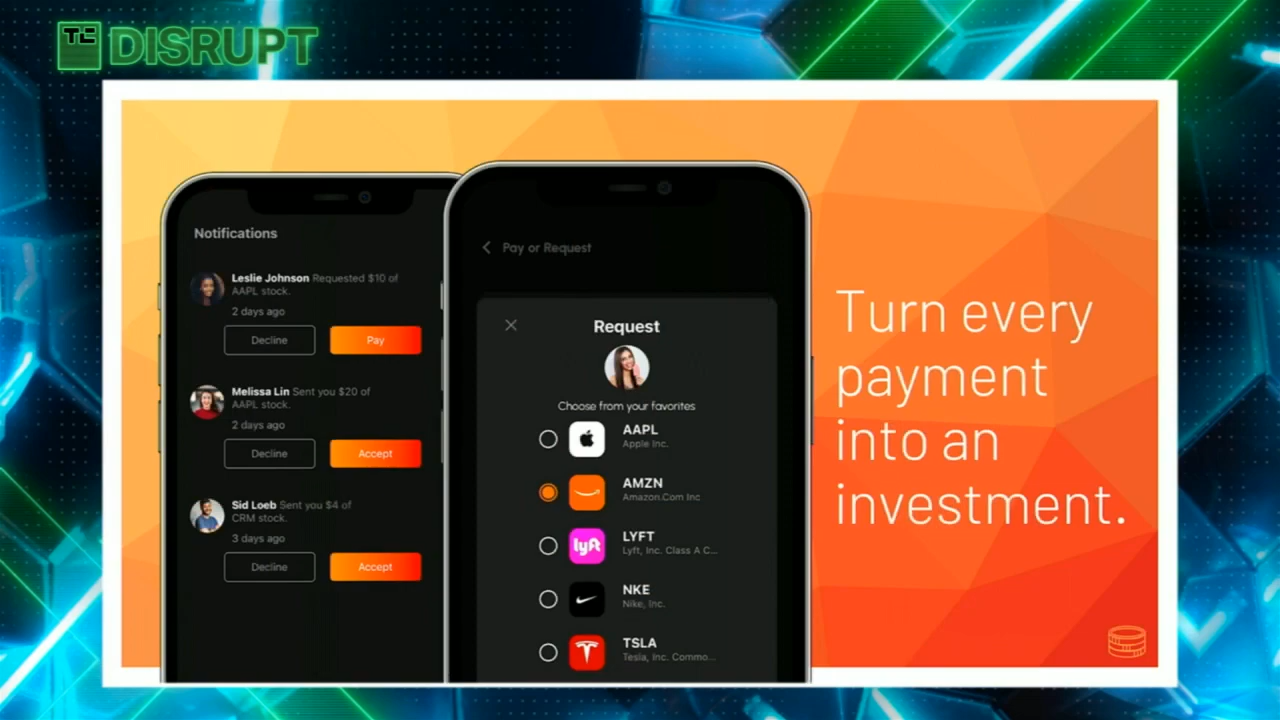 TC DISRUPT
Notifications
Leslie Johnson Requested $10 of
AAPL stock.
2 days ago
Decline
Pay
Melissa Lin Sent you $20 of
AAPL stock.
2 days ago
Decline
Accept
Sid Loeb Sent you $4 of
CRM stock.
3 days ago
Decline
Accept
Pay or Request
Request
Choose from your favorites
AAPL
Apple Inc.
AMZN
Amazon.Com Inc
lyft
LYFT
Lyft, Inc. Class A C...
NKE
Nike, Inc.
TSLA
Tesla, Inc. Commo...
Turn every
payment
into an
investment.